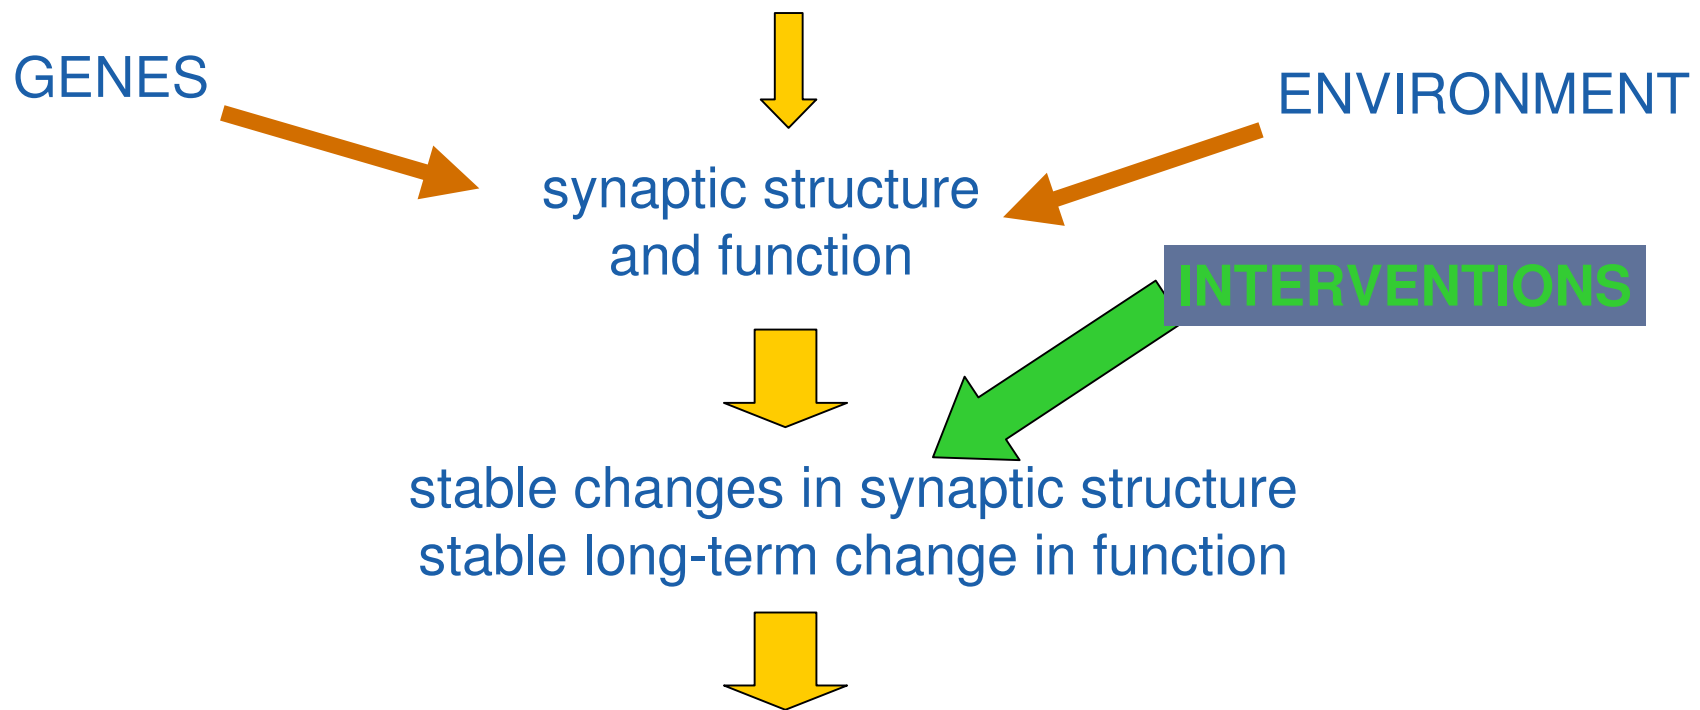 GENES
ENVIRONMENT
synaptic structure
and function
INTERVENTIONS
stable changes in synaptic structure
stable long-term change in function